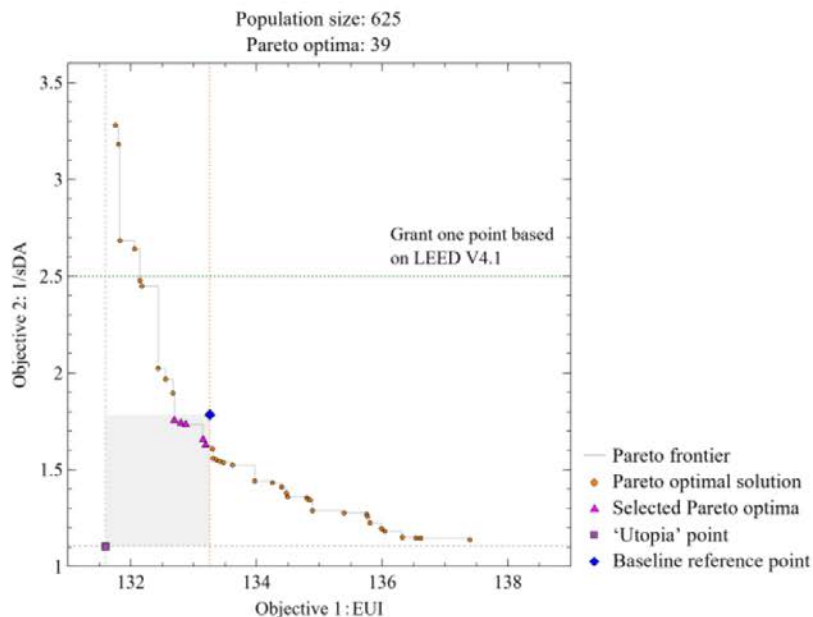 Population size: 625
Pareto optima: 39
3.5
3
2.5
2
1.5
1
Objective 2: 1/sDA
Grant one point based
on LEED V4.1
132
134
136
138
Objective 1:EUI
Pareto frontier
Pareto optimal solution
Selected Pareto optima
‘Utopia’ point
Baseline reference point